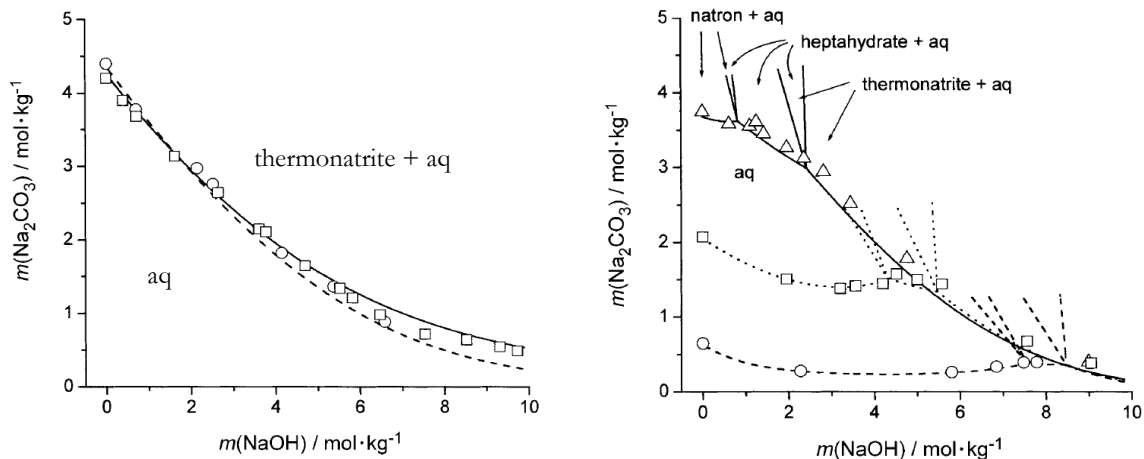 5
4
3
2
1
0
m(Na₂CO₃) / mol·kg⁻¹
thermonatrite + aq
aq
0
2
4
6
8
10
m(NaOH) / mol·kg⁻¹
natron + aq
heptahydrate + aq
thermonatrite + aq
5
4
3
2
1
0
m(Na₂CO₃) / mol·kg⁻¹
aq
0
2
4
6
8
10
m(NaOH) / mol·kg⁻¹